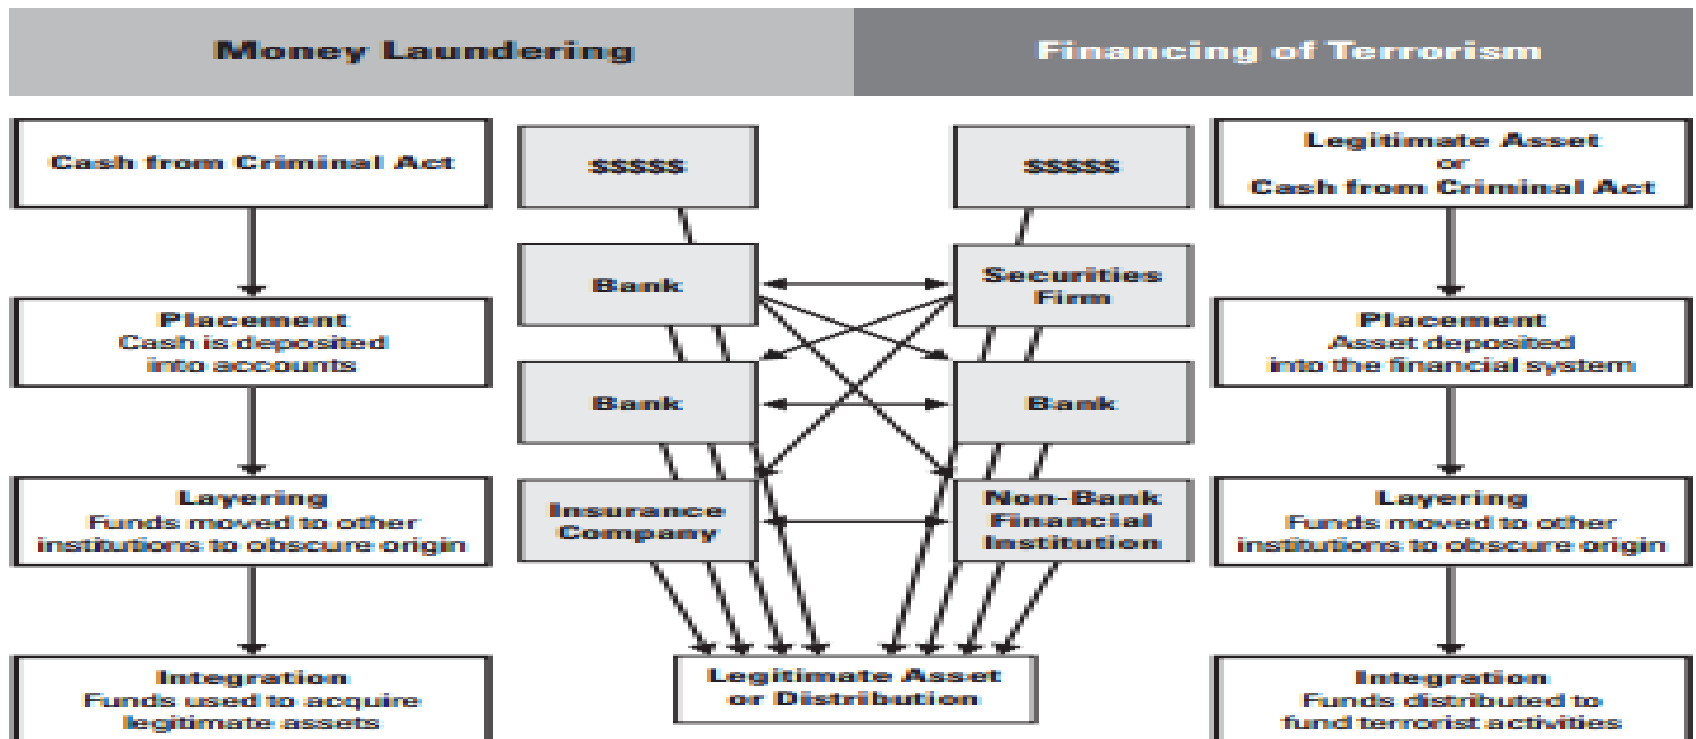 Money Laundering
Financing of Terrorism
Cash from Criminal Act
$$$$$
$$$$$
Legitimate Asset
or
Cash from Criminal Act
Bank
Securities
Firm
Placement
Cash is deposited
into accounts
Placement
Asset deposited
into the financial system
Bank
Bank
Layering
Funds moved to other
institutions to obscure origin
Insurance
Company
Non-Bank
Financial
Institution
Layering
Funds moved to other
institutions to obscure origin
Integration
Funds used to acquire
legitimate assets
Legitimate Asset
or Distribution
Integration
Funds distributed to
fund terrorist activities